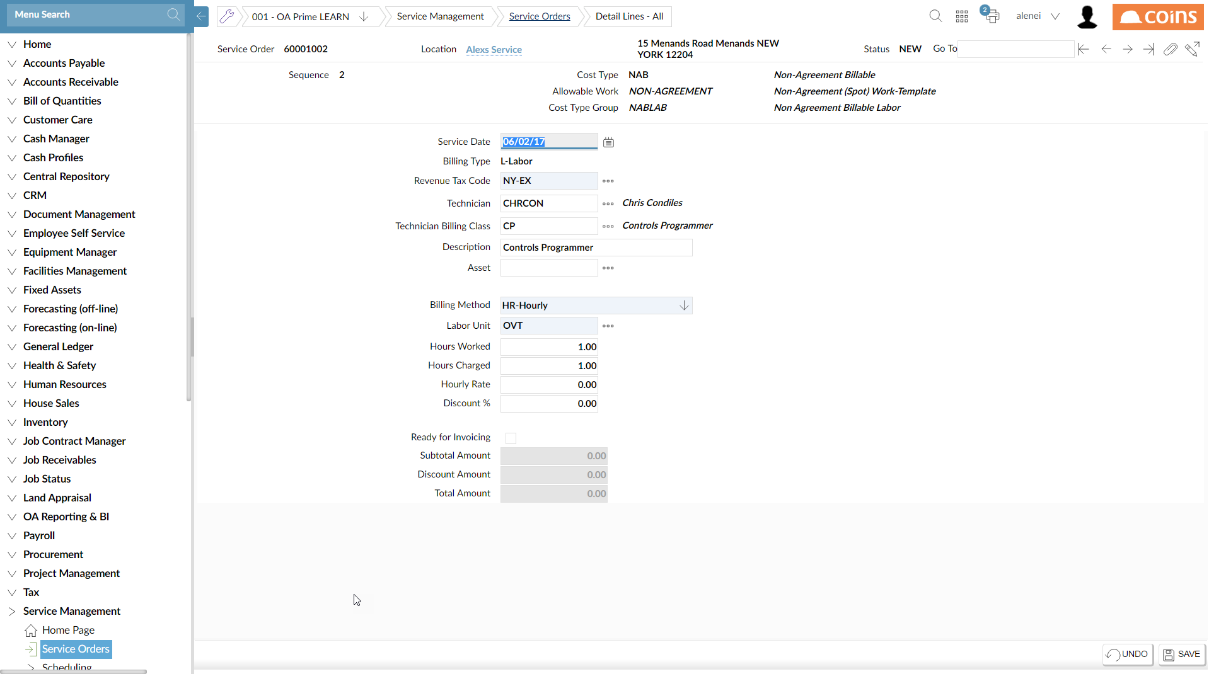 Menu Search
001 - OA Prime LEARN
Service Management
Service Orders
Detail Lines - All
2
alenei
COINS
Service Order 60001002
Location Alexs Service
15 Menands Road Menands NEW
YORK 12204
Status NEW
Go To
Sequence 2
Cost Type NAB Non-Agreement Billable
Allowable Work NON-AGREEMENT Non-Agreement (Spot) Work-Template
Cost Type Group NABLAB Non Agreement Billable Labor
Home
Accounts Payable
Accounts Receivable
Bill of Quantities
Customer Care
Cash Manager
Cash Profiles
Central Repository
CRM
Document Management
Employee Self Service
Equipment Manager
Facilities Management
Fixed Assets
Forecasting (off-line)
Forecasting (on-line)
General Ledger
Health & Safety
Human Resources
House Sales
Inventory
Job Contract Manager
Job Receivables
Job Status
Land Appraisal
OA Reporting & BI
Payroll
Procurement
Project Management
Tax
Service Management
Home Page
Service Orders
Scheduling
Service Date 06/02/17
Billing Type L-Labor
Revenue Tax Code NY-EX
Technician CHRCON Chris Condiles
Technician Billing Class CP Controls Programmer
Description Controls Programmer
Asset
Billing Method HR-Hourly
Labor Unit OVT
Hours Worked 1.00
Hours Charged 1.00
Hourly Rate 0.00
Discount % 0.00
Ready for Invoicing
Subtotal Amount 0.00
Discount Amount 0.00
Total Amount 0.00
UNDO
SAVE